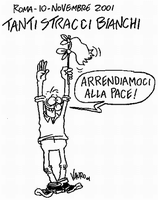 ROMA-10-NOVEMBRE 2001
TANTI STRACCI BIANCHI
ARRENDIAMOCI
ALLA PACE!
VAURO